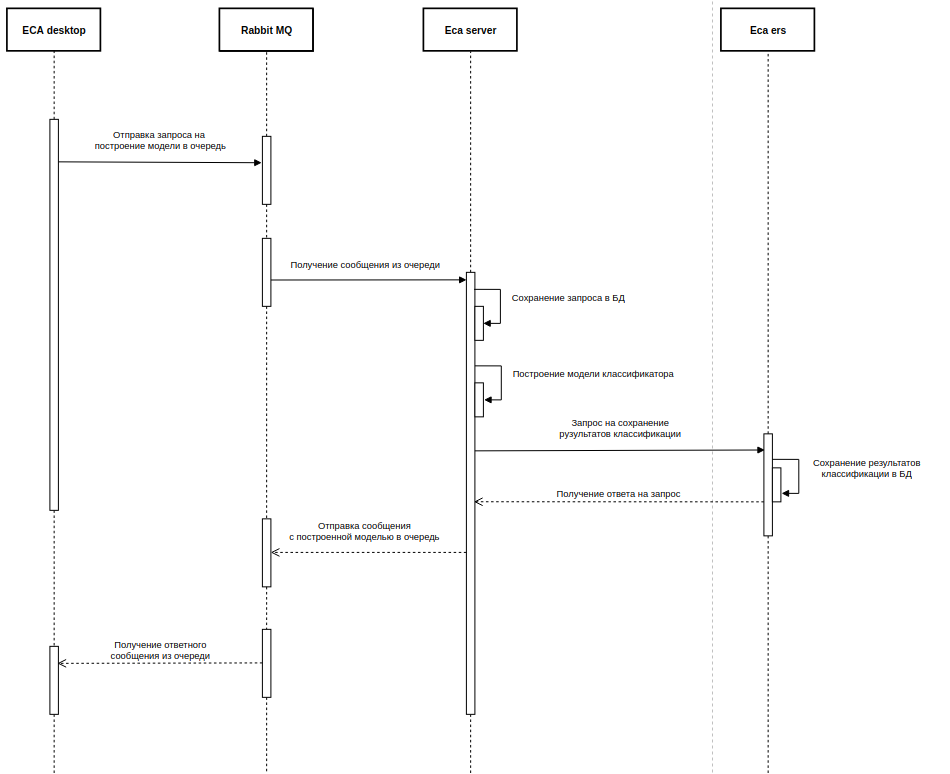 ECA desktop
Rabbit MQ
Eca server
Eca ers
Отправка запроса на
построение модели в очередь
Получение сообщения из очереди
Сохранение запроса в БД
Построение модели классификатора
Запрос на сохранение
рузультатов классификации
Сохранение результатов
классификации в БД
Получение ответа на запрос
Отправка сообщения
с построенной моделью в очередь
Получение ответного
сообщения из очереди